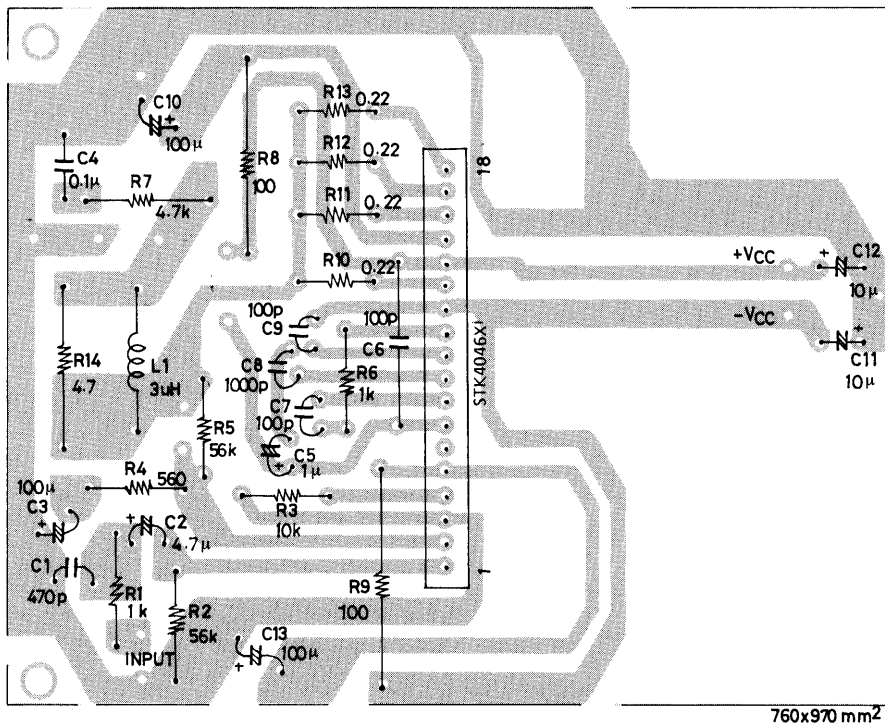 C10
100µ
R13
0.22
R12
0.22
R11
0.22
R8
100
C4
0.1µ
R7
4.7k
18
R10
0.22
+VCC
C12
10µ
100p
C9
100p
C6
-VCC
C11
10µ
C8
1000p
R6
1k
STK4046XI
R14
4.7
L1
3uH
C7
100p
R5
56k
C5
1µ
R4
560
100µ
C3
C2
4.7µ
R3
10k
C1
470p
R1
1k
R2
56k
R9
100
1
INPUT
C13
100µ
760x970 mm2